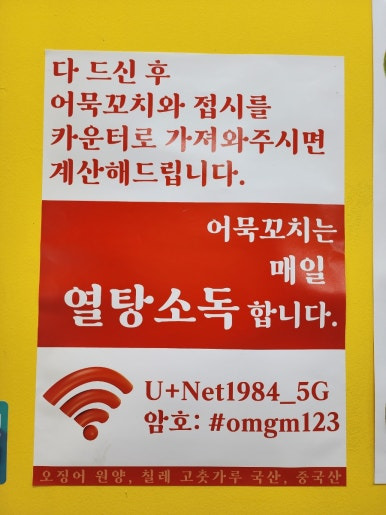 다 드신 후
어묵꼬치와 접시를
카운터로 가져와주시면
계산해드립니다.
어묵꼬치는
매일
열탕소독 합니다.
U+Net1984_5G
암호: #omgm123
오징어 원양, 칠레 고춧가루 국산, 중국산